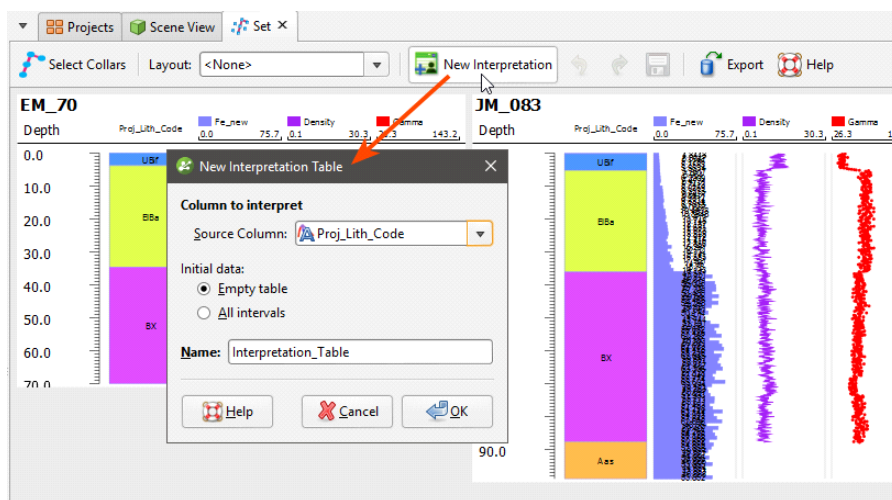 Projects Scene View Set
Select Collars Layout: <None> New Interpretation Export Help
EM_70
Depth Proj_Lith_Code Fe_new Density Gamma
0.0 75.7, 0.1 30.3, 26.3 143.2,
0.0
10.0
20.0
30.0
40.0
50.0
60.0
70.0
UBf
EBa
BX
New Interpretation Table
Column to interpret
Source Column: Proj_Lith_Code
Initial data:
Empty table
All intervals
Name: Interpretation_Table
Help Cancel OK
JM_083
Depth Proj_Lith_Code Fe_new Density Gamma
0.0 75.7, 0.1 30.3, 26.3
UBf
EBa
BX
90.0
Aas